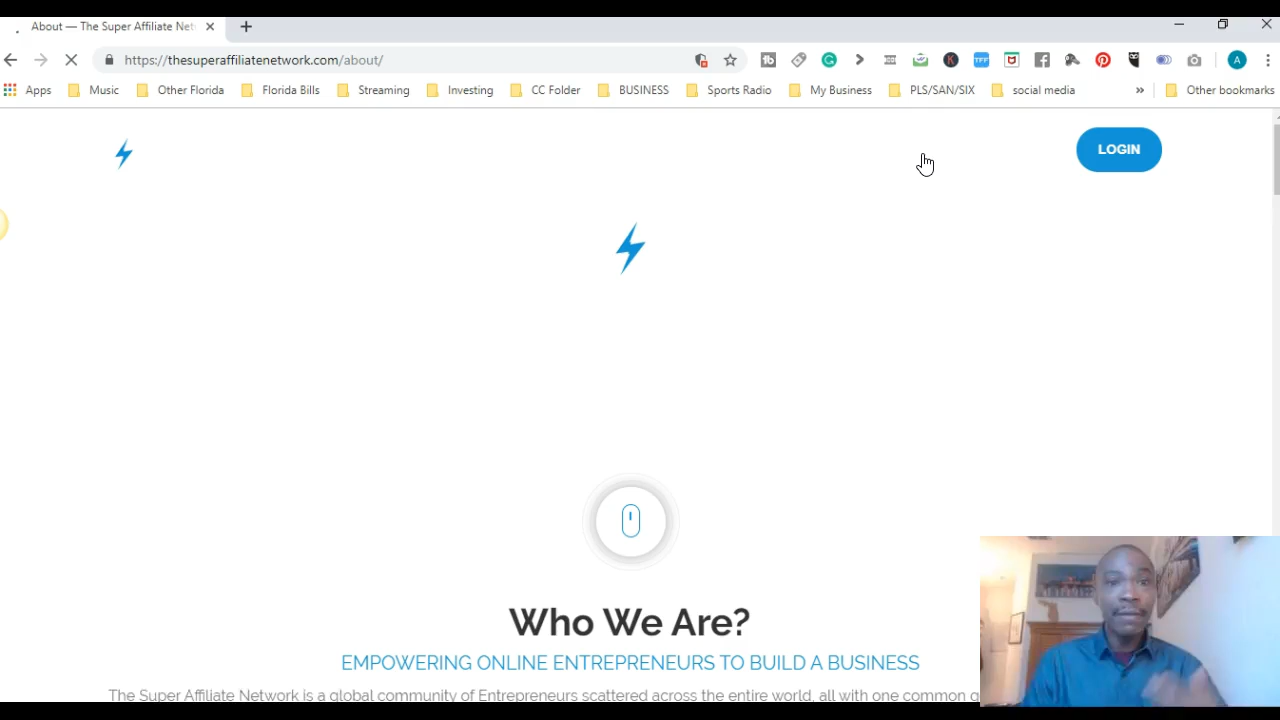 About — The Super Affiliate Net
https://thesuperaffiliatenetwork.com/about/
Apps Music Other Florida Florida Bills Streaming Investing CC Folder BUSINESS Sports Radio My Business PLS/SAN/SIX social media » Other bookmarks
LOGIN
Who We Are?
EMPOWERING ONLINE ENTREPRENEURS TO BUILD A BUSINESS
The Super Affiliate Network is a global community of Entrepreneurs scattered across the entire world, all with one common